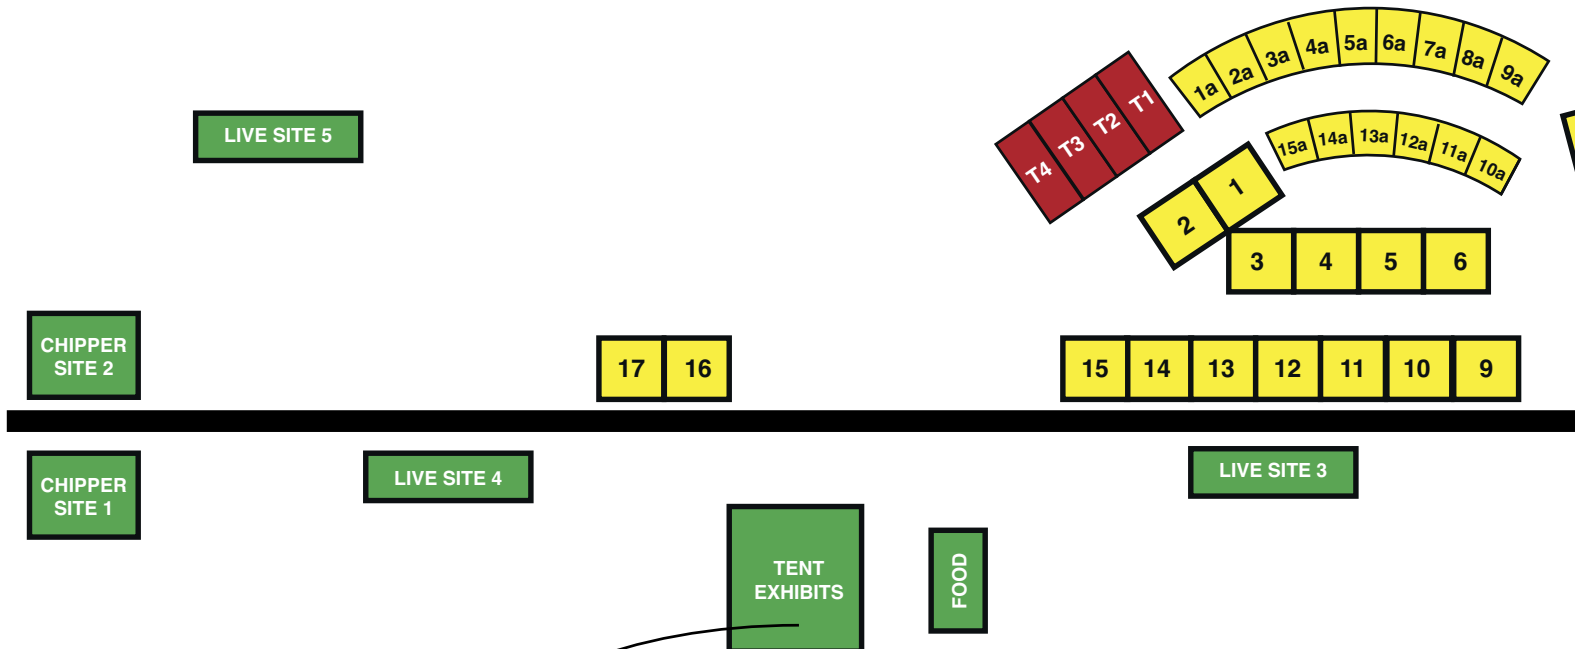 1a
2a
3a
4a
5a
6a
7a
8a
9a
T4
T3
T2
T1
LIVE SITE 5
15a
14a
13a
12a
11a
10a
2
1
3
4
5
6
CHIPPER
SITE 2
17
16
15
14
13
12
11
10
9
CHIPPER
SITE 1
LIVE SITE 4
LIVE SITE 3
TENT
EXHIBITS
FOOD